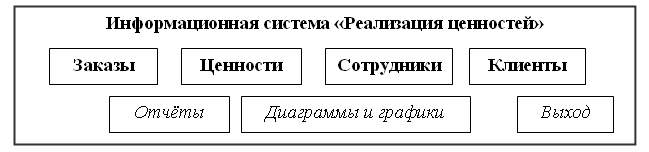 Информационная система «Реализация ценностей»
Заказы Ценности Сотрудники Клиенты
Отчёты Диаграммы и графики Выход